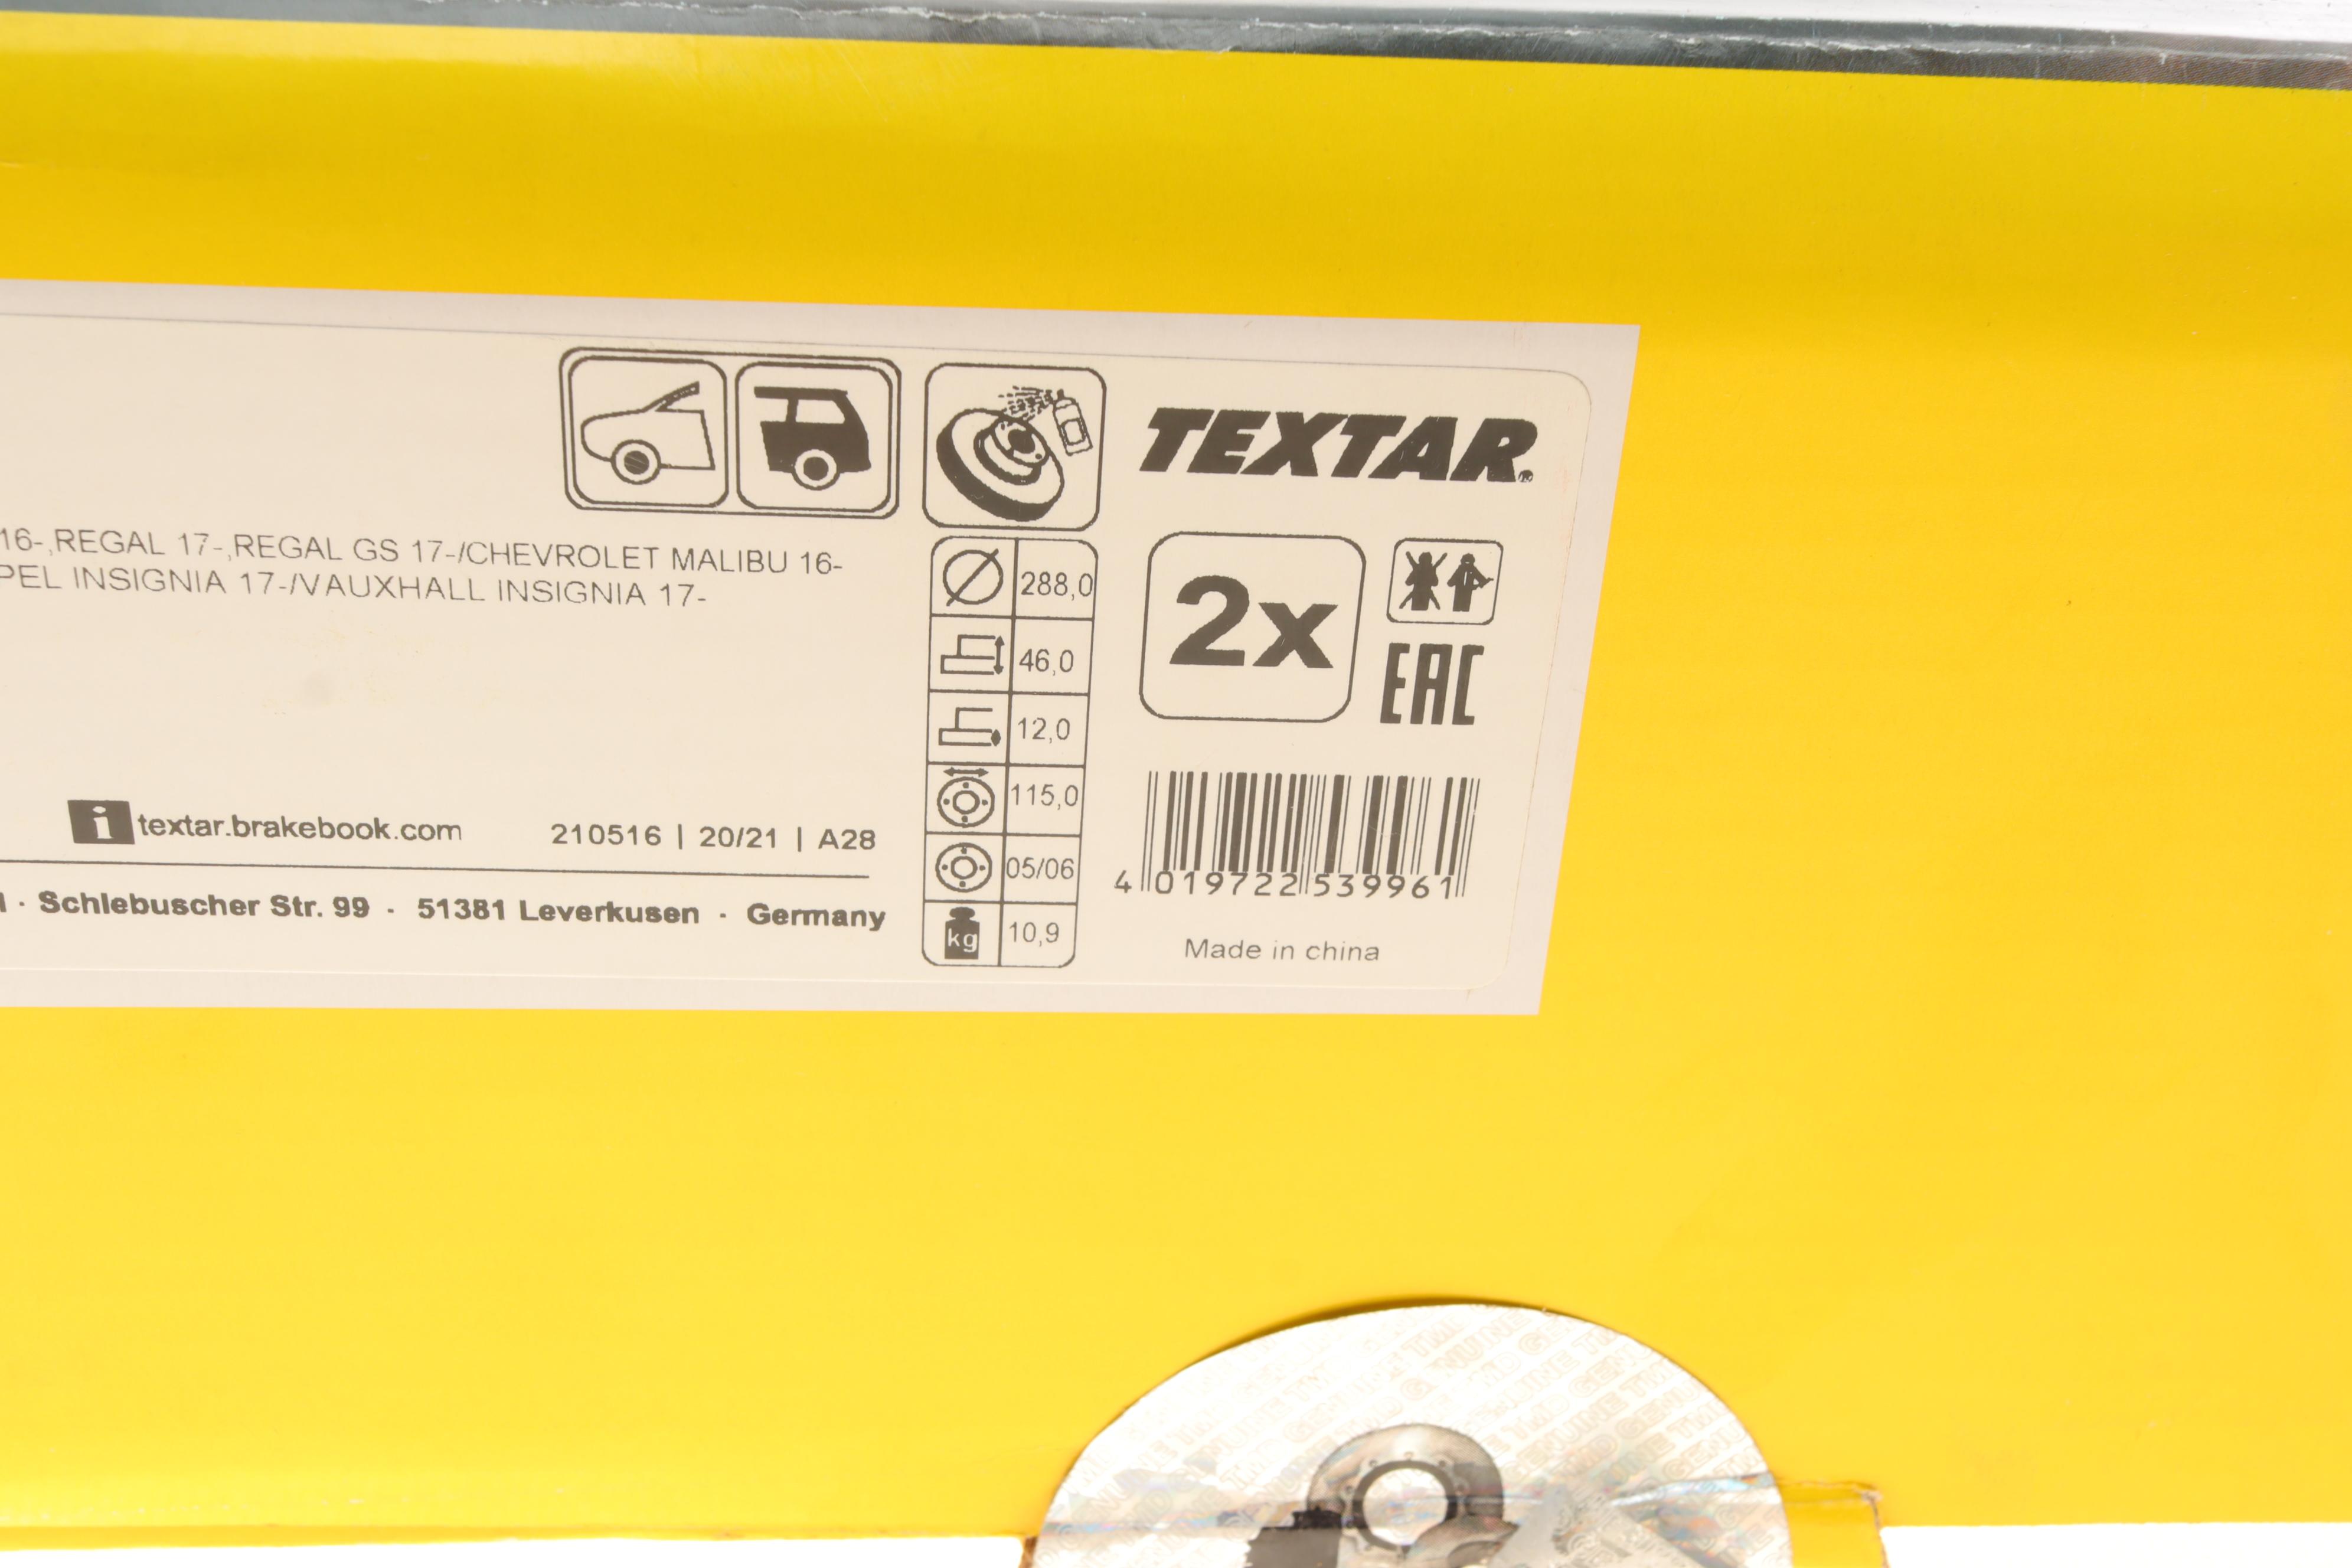 TEXTAR
16-,REGAL 17-,REGAL GS 17-/CHEVROLET MALIBU 16-
PEL INSIGNIA 17-/VAUXHALL INSIGNIA 17-
288,0
46,0
12,0
115,0
05/06
kg 10,9
2x
EAC
i textar.brakebook.com 210516 | 20/21 | A28
· Schlebuscher Str. 99 · 51381 Leverkusen · Germany
4 019722 539961
Made in china
GENUINE TMD